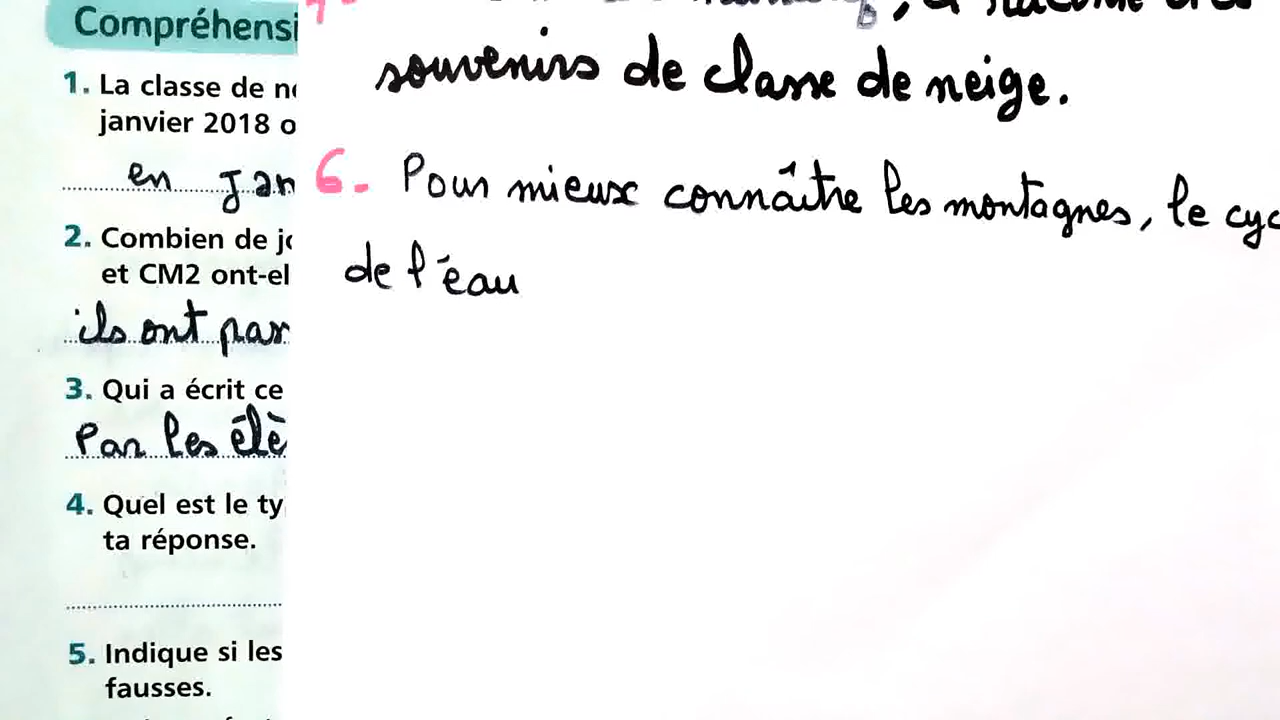 Compréhensi
1. La classe de ne
janvier 2018 o
en Jan
2. Combien de jo
et CM2 ont-el
ils ont pas
3. Qui a écrit ce
Par les élè
4. Quel est le ty
ta réponse.
5. Indique si les
fausses.
souvenirs de classe de neige.
6. Pour mieux connaître les montagnes, le cyc
de l'eau